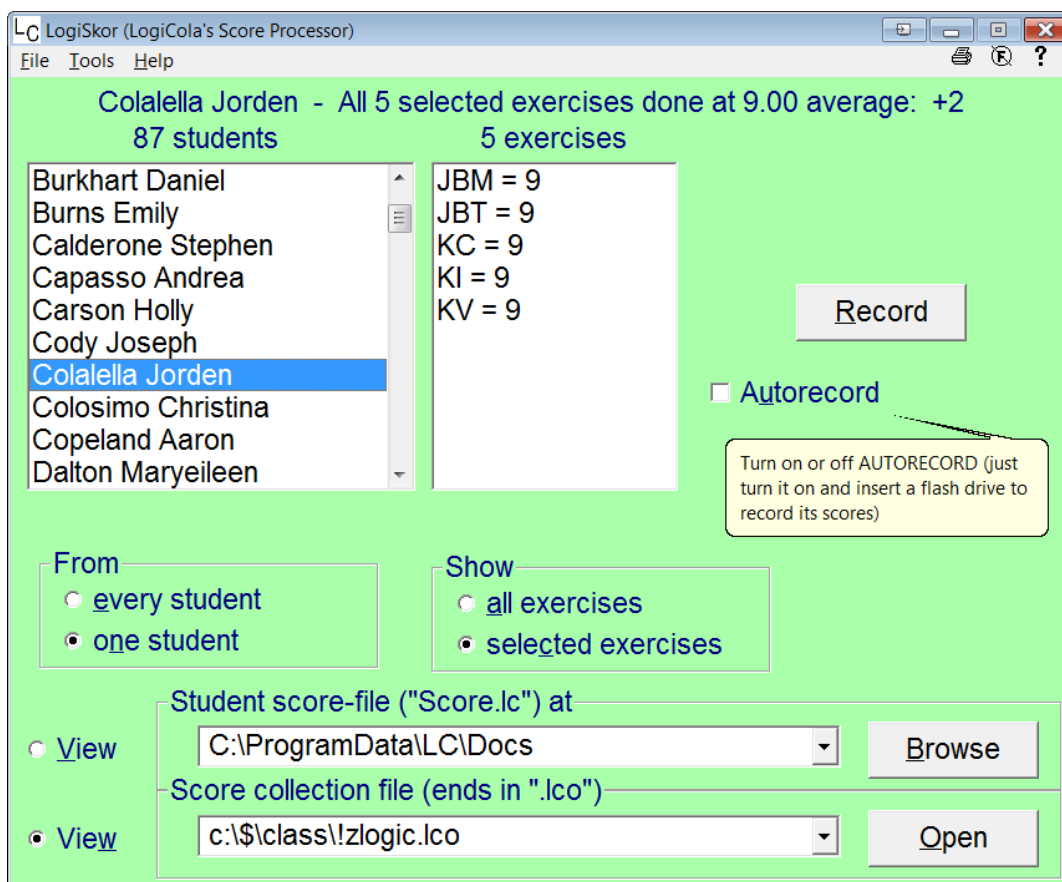 LC LogiSkor (LogiCola's Score Processor)
File Tools Help ?
Colalella Jorden - All 5 selected exercises done at 9.00 average: +2
87 students
5 exercises
Burkhart Daniel
Burns Emily
Calderone Stephen
Capasso Andrea
Carson Holly
Cody Joseph
Colalella Jorden
Colosimo Christina
Copeland Aaron
Dalton Maryeileen
JBM = 9
JBT = 9
KC = 9
KI = 9
KV = 9
Record
Autorecord
Turn on or off AUTORECORD (just
turn it on and insert a flash drive to
record its scores)
From
every student
one student
Show
all exercises
selected exercises
Student score-file ("Score.lc") at
View
C:\ProgramData\LC\Docs
Browse
Score collection file (ends in ".lco")
View
c:\$\class\!zlogic.lco
Open